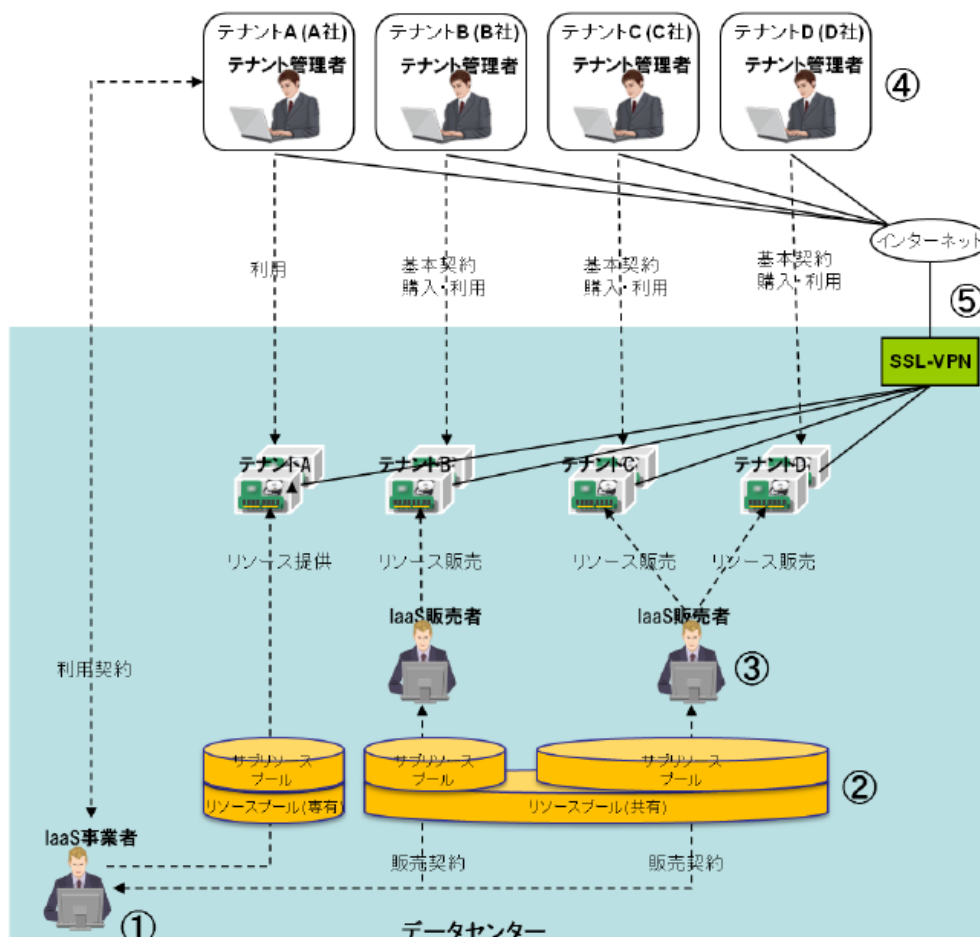 テナントA (A社)
テナント管理者
テナントB (B社)
テナント管理者
テナントC (C社)
テナント管理者
テナントD (D社)
テナント管理者
④
インターネット
利用
基本契約
購入・利用
基本契約
購入・利用
基本契約
購入・利用
⑤
SSL-VPN
テナントA
テナントB
テナントC
テナントD
リソース提供
リソース販売
リソース販売
リソース販売
IaaS販売者
IaaS販売者
③
利用契約
サブリソース
プール
サブリソース
プール
サブリソース
プール
リソースプール(専有)
リソースプール(共有)
②
IaaS事業者
販売契約
販売契約
①
データセンター